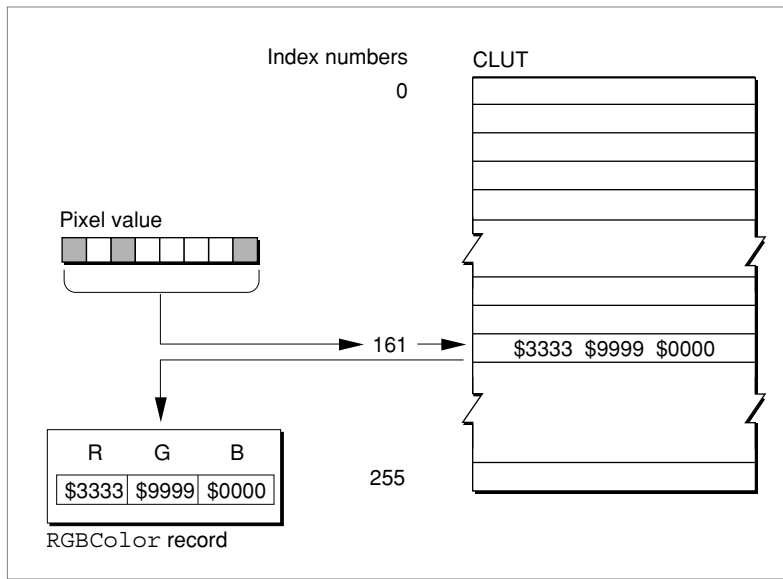 Index numbers
CLUT
0
Pixel value
161
$3333 $9999 $0000
R G B
$3333 $9999 $0000
255
RGBColor record